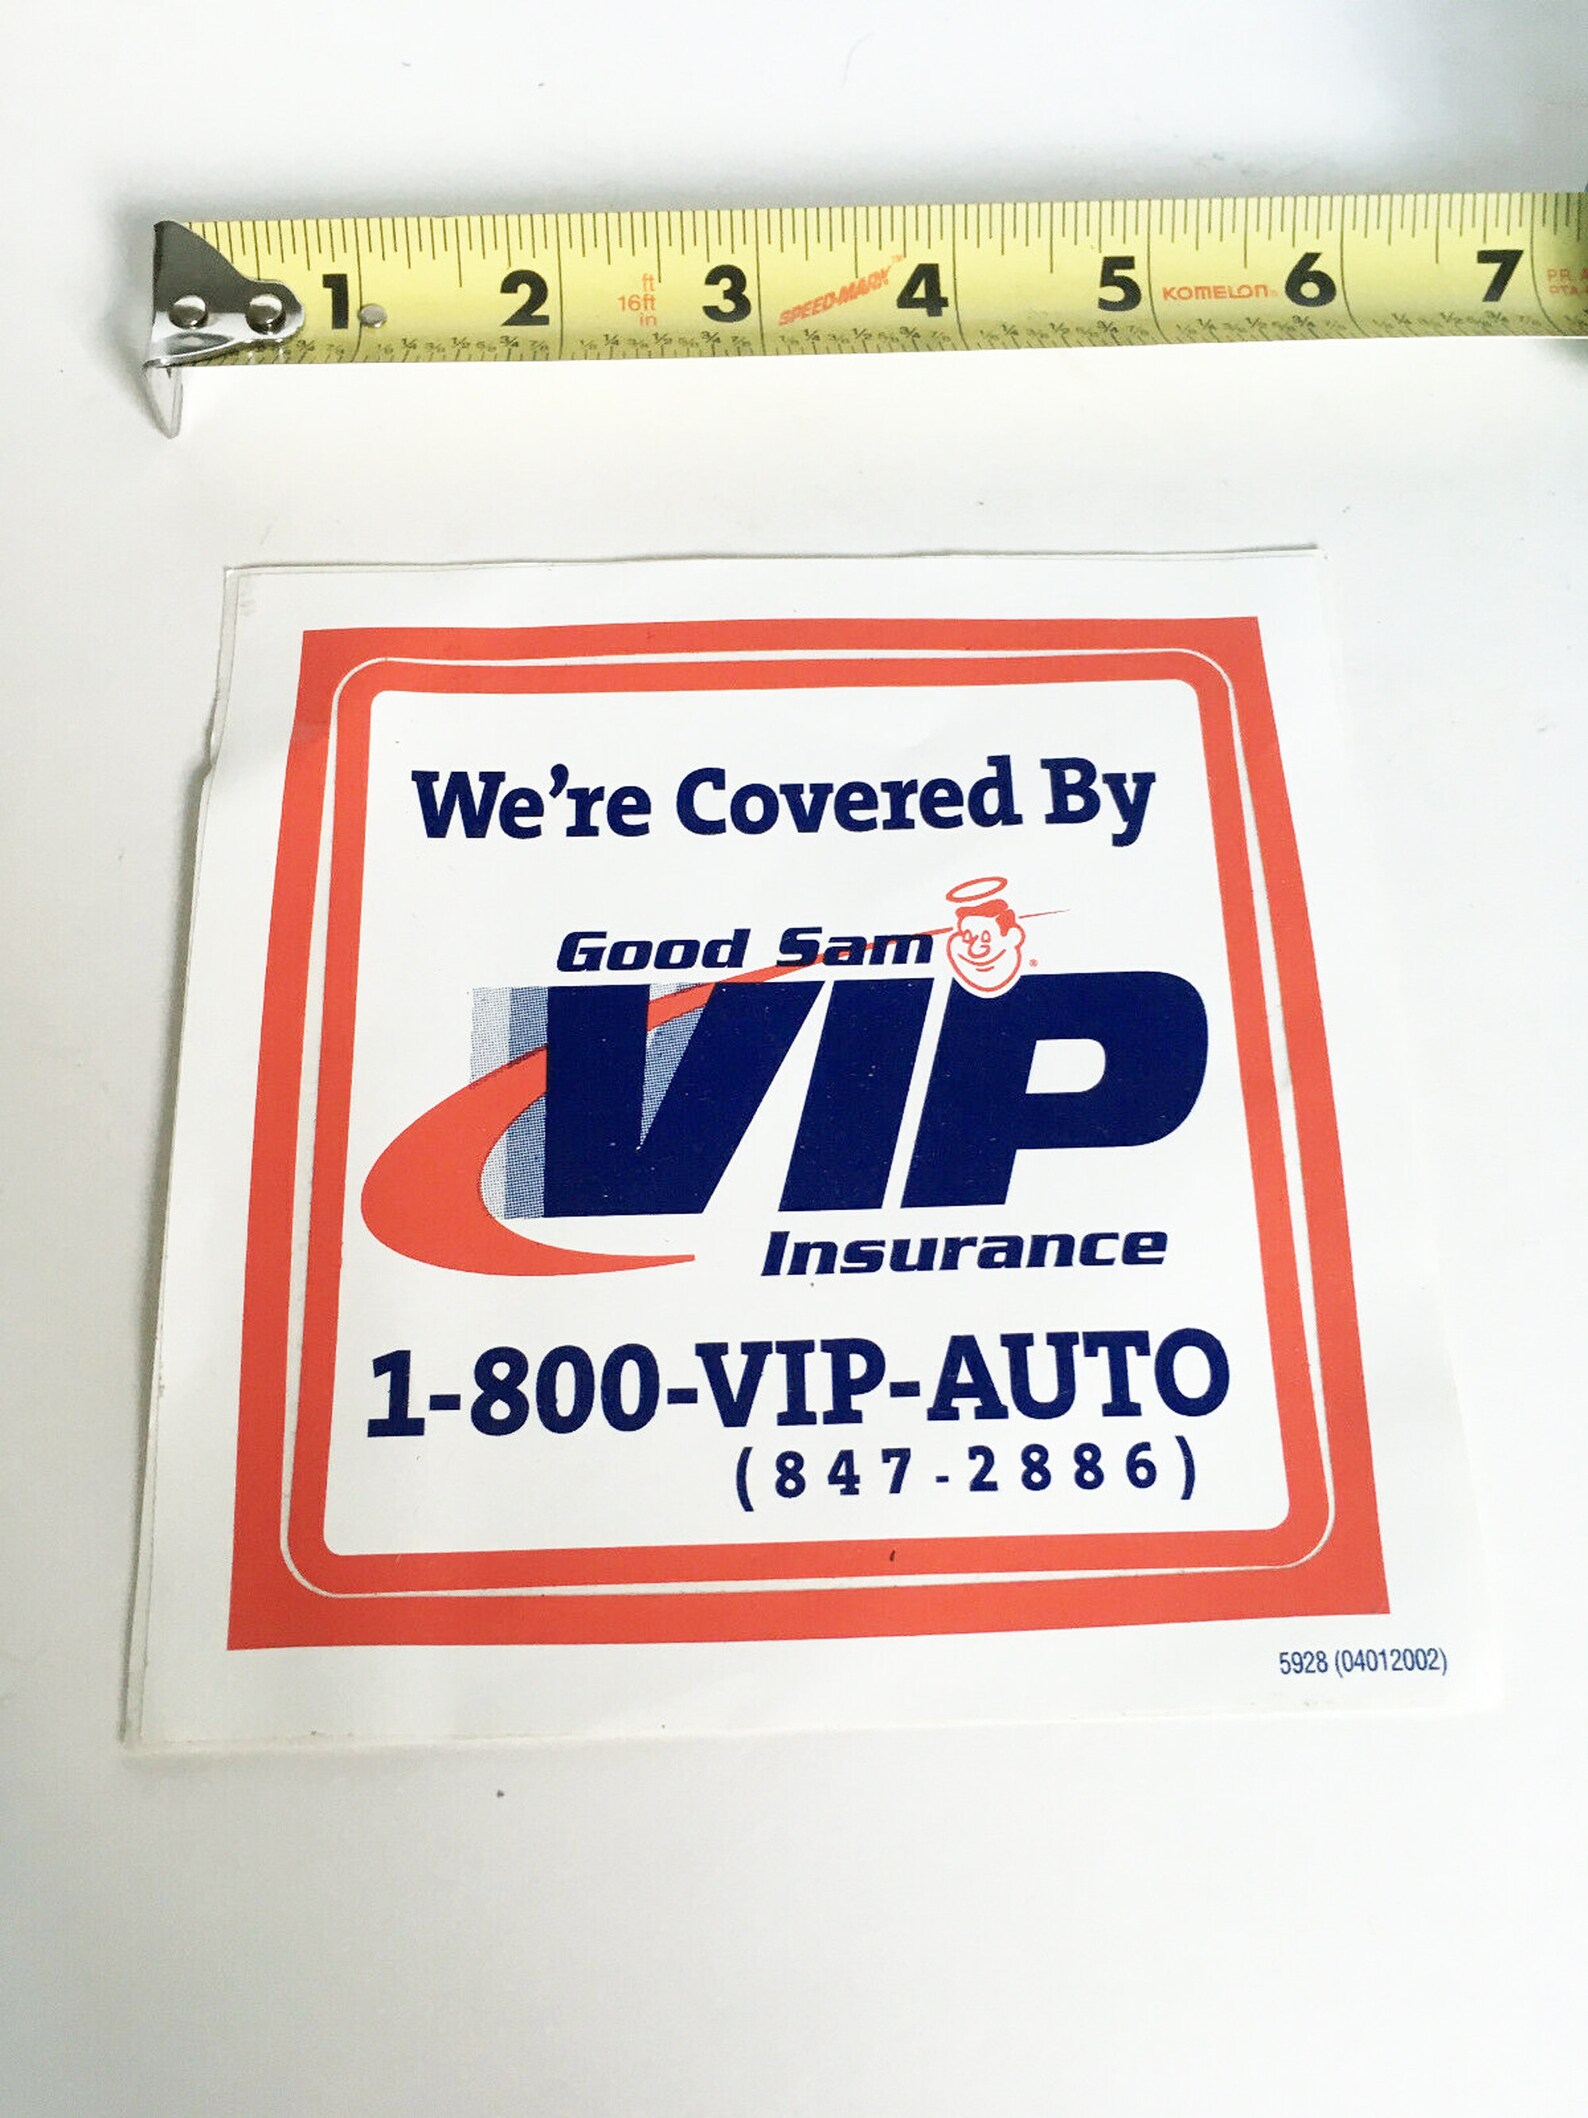 1 2 3 4 5 6 7
ft
16ft
in
SPEED-MARK™
KOMELON®
We're Covered By
Good Sam
VIP
®
Insurance
1-800-VIP-AUTO
(847-2886)
5928 (04012002)